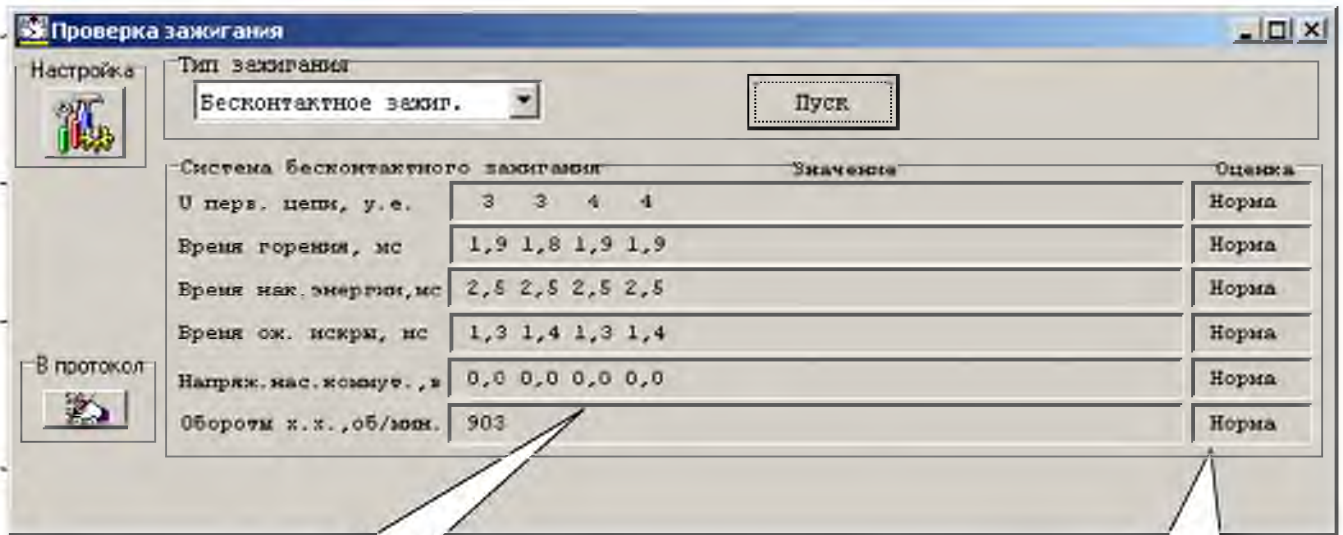 Проверка зажигания
Настройка
Тип зажигания
Бесконтактное зажиг.
Пуск
Система бесконтактного зажигания Значение Оценка
U перв. цепи, у.е. 3 3 4 4 Норма
Время горения, мс 1,9 1,8 1,9 1,9 Норма
Время нак.энергии,мс 2,5 2,5 2,5 2,5 Норма
Время ож. искры, мс 1,3 1,4 1,3 1,4 Норма
В протокол
Напряж.нас.коммут.,в 0,0 0,0 0,0 0,0 Норма
Обороты х.х.,об/мин. 903 Норма